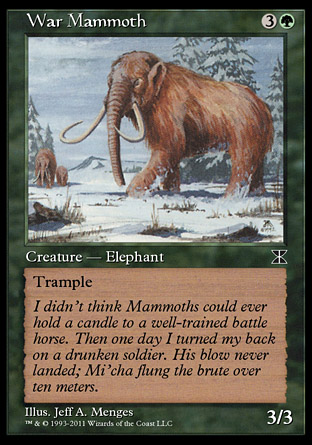 War Mammoth 3
Creature — Elephant
Trample
I didn't think Mammoths could ever
hold a candle to a well-trained battle
horse. Then one day I turned my back
on a drunken soldier. His blow never
landed; Mi'cha flung the brute over
ten meters.
Illus. Jeff A. Menges
™ & © 1993-2011 Wizards of the Coast LLC
3/3